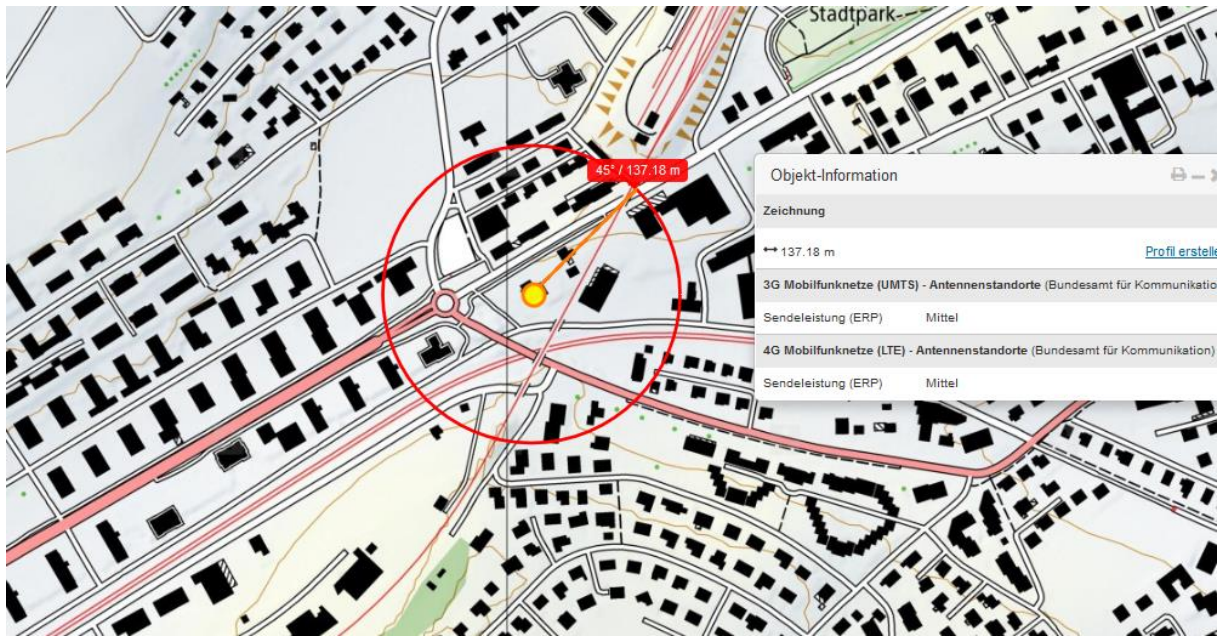 Stadtpark
45° / 137.18 m
Objekt-Information
Zeichnung
137.18 m Profil erstelle
3G Mobilfunknetze (UMTS) - Antennenstandorte (Bundesamt für Kommunikatio
Sendeleistung (ERP) Mittel
4G Mobilfunknetze (LTE) - Antennenstandorte (Bundesamt für Kommunikation)
Sendeleistung (ERP) Mittel